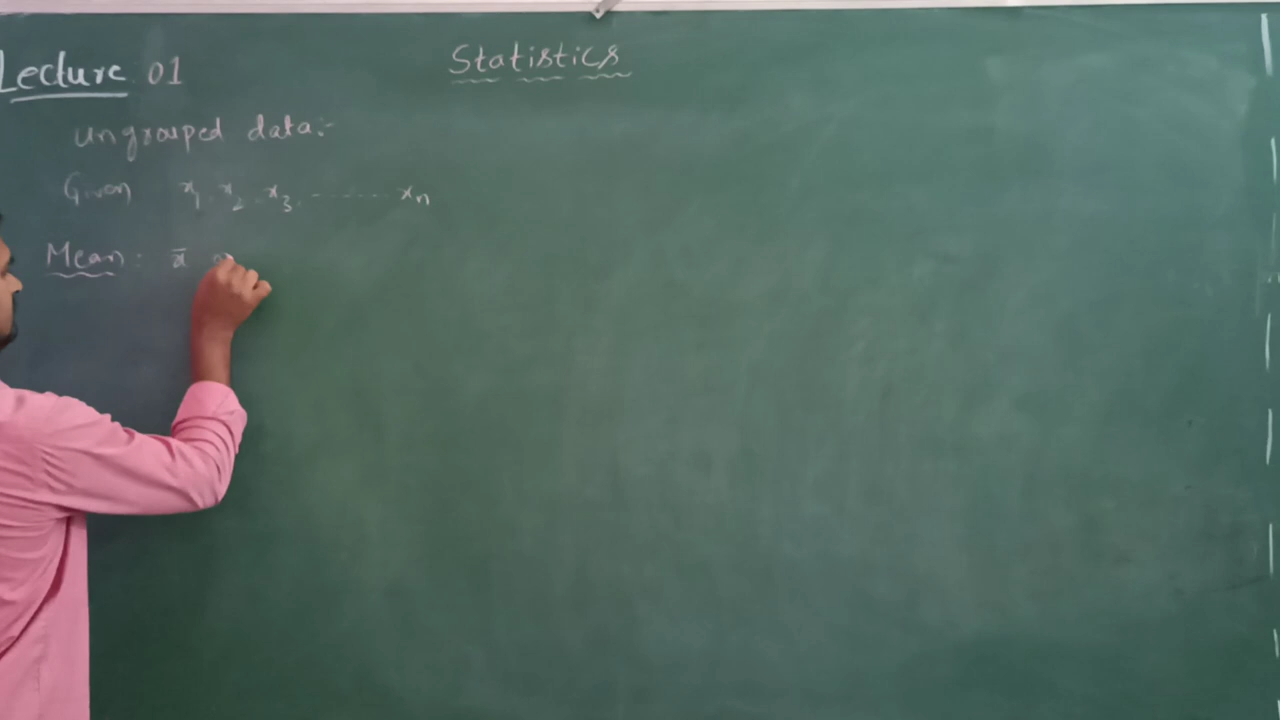 Lecture 01
Statistics
ungrouped data:-
Given x₁, x₂, x₃, ------- xₙ
Mean: x̄